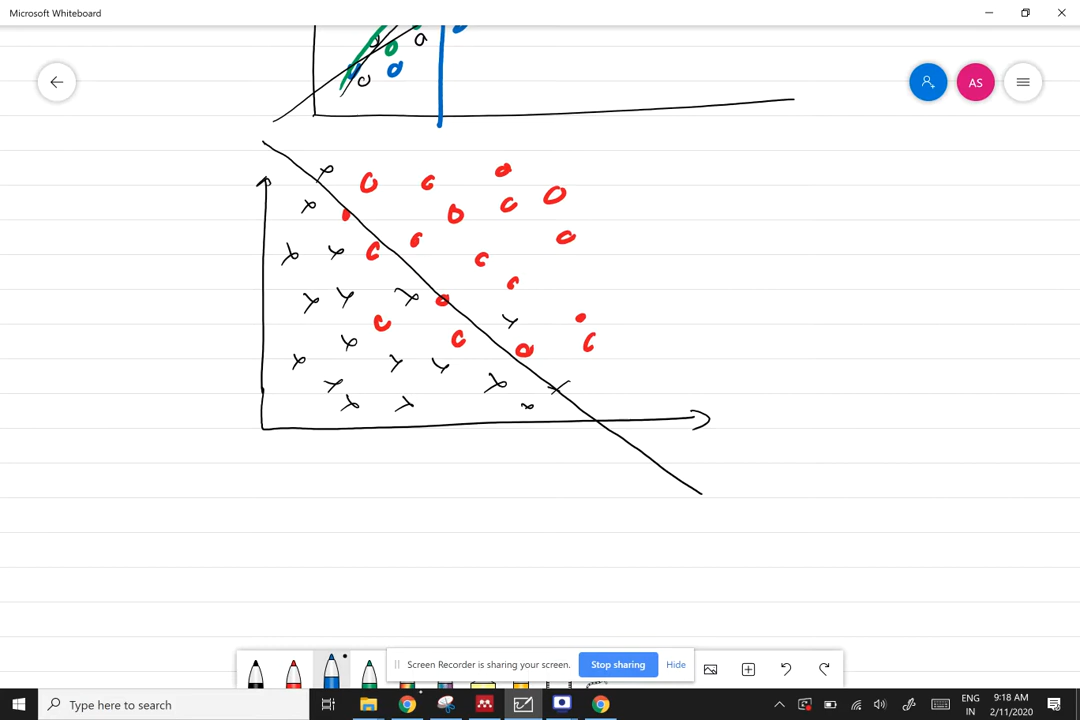 Microsoft Whiteboard
AS
Screen Recorder is sharing your screen.
Stop sharing
Hide
Type here to search
ENG
IN
9:18 AM
2/11/2020